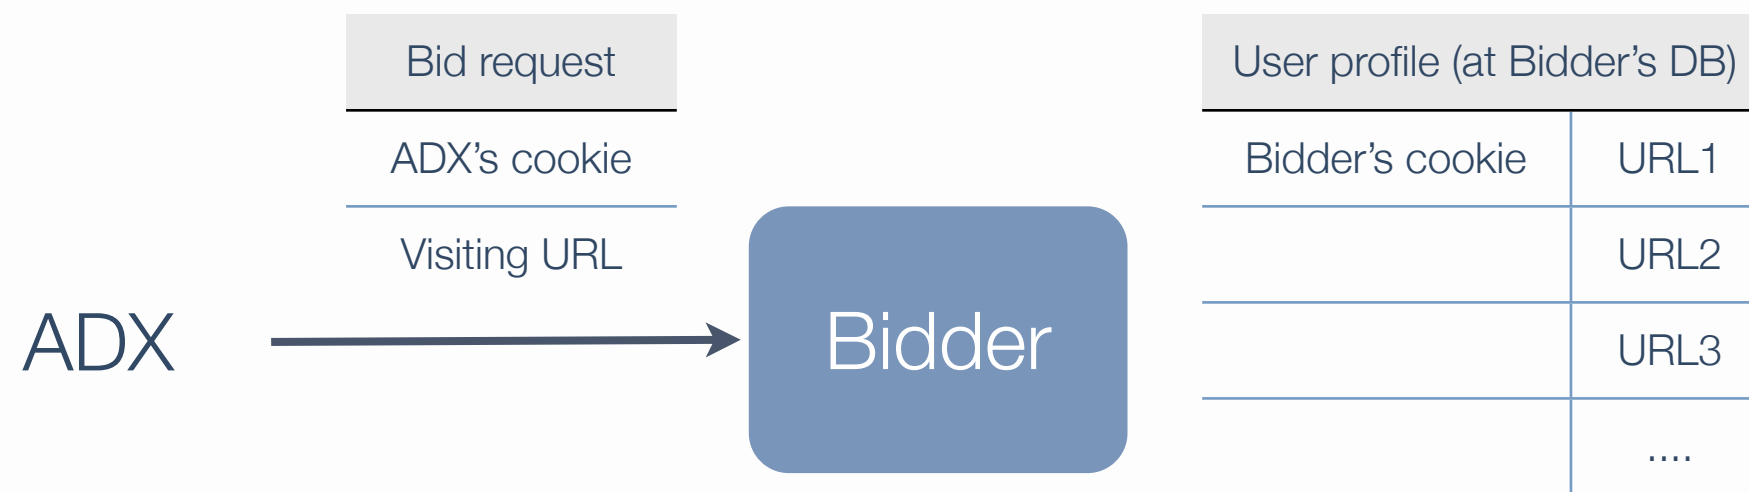 Bid request
ADX’s cookie
Visiting URL
ADX
Bidder
User profile (at Bidder’s DB)
Bidder’s cookie URL1
URL2
URL3
....